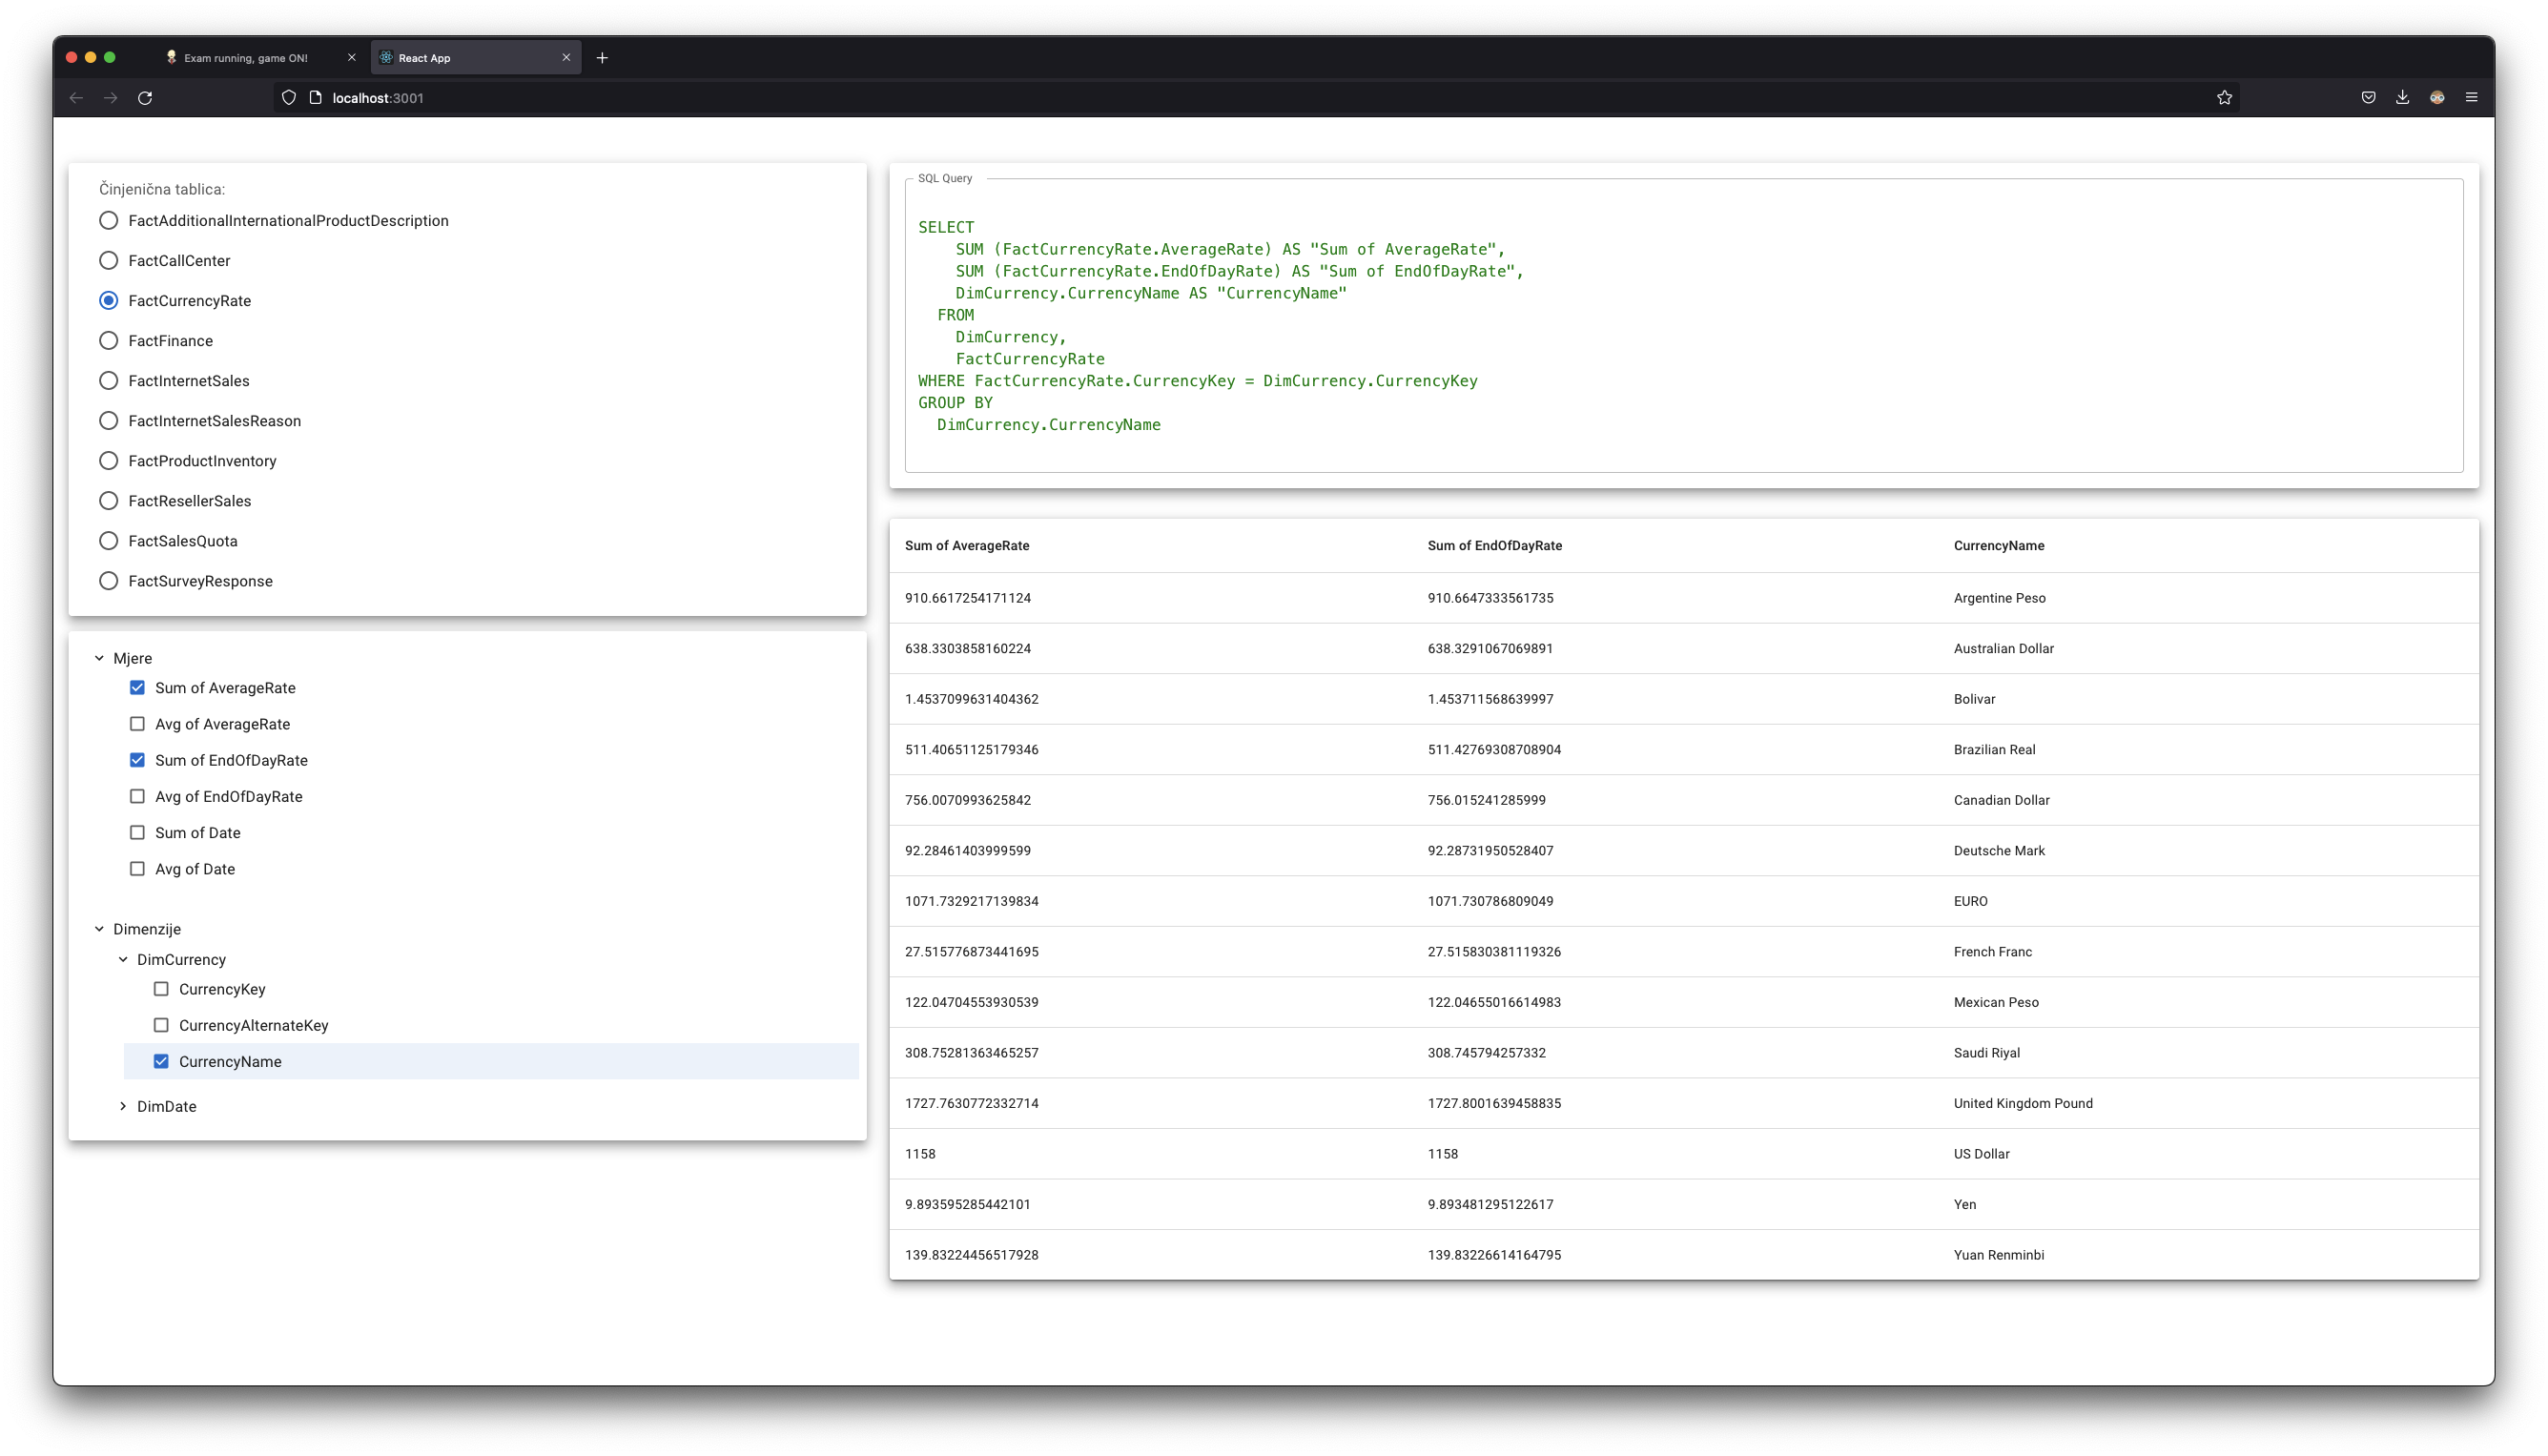 Exam running, game ON!
React App
localhost:3001
Činjenična tablica:
FactAdditionalInternationalProductDescription
FactCallCenter
FactCurrencyRate
FactFinance
FactInternetSales
FactInternetSalesReason
FactProductInventory
FactResellerSales
FactSalesQuota
FactSurveyResponse
Mjere
Sum of AverageRate
Avg of AverageRate
Sum of EndOfDayRate
Avg of EndOfDayRate
Sum of Date
Avg of Date
Dimenzije
DimCurrency
CurrencyKey
CurrencyAlternateKey
CurrencyName
DimDate
SQL Query
SELECT
SUM (FactCurrencyRate.AverageRate) AS "Sum of AverageRate",
SUM (FactCurrencyRate.EndOfDayRate) AS "Sum of EndOfDayRate",
DimCurrency.CurrencyName AS "CurrencyName"
FROM
DimCurrency,
FactCurrencyRate
WHERE FactCurrencyRate.CurrencyKey = DimCurrency.CurrencyKey
GROUP BY
DimCurrency.CurrencyName
Sum of AverageRate Sum of EndOfDayRate CurrencyName
910.6617254171124 910.6647333561735 Argentine Peso
638.3303858160224 638.3291067069891 Australian Dollar
1.4537099631404362 1.453711568639997 Bolivar
511.40651125179346 511.42769308708904 Brazilian Real
756.0070993625842 756.015241285999 Canadian Dollar
92.28461403999599 92.28731950528407 Deutsche Mark
1071.7329217139834 1071.730786809049 EURO
27.515776873441695 27.515830381119326 French Franc
122.04704553930539 122.04655016614983 Mexican Peso
308.75281363465257 308.745794257332 Saudi Riyal
1727.7630772332714 1727.8001639458835 United Kingdom Pound
1158 1158 US Dollar
9.893595285442101 9.893481295122617 Yen
139.83224456517928 139.83226614164795 Yuan Renminbi